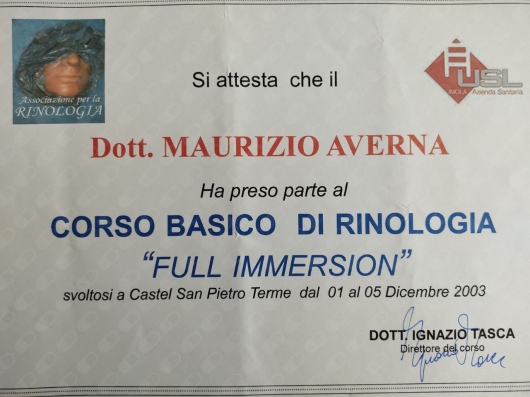 Associazione per la
RINOLOGIA
AUSL
IMOLA Azienda Sanitaria
Si attesta che il
Dott. MAURIZIO AVERNA
Ha preso parte al
CORSO BASICO DI RINOLOGIA
“FULL IMMERSION”
svoltosi a Castel San Pietro Terme dal 01 al 05 Dicembre 2003
DOTT. IGNAZIO TASCA
Direttore del corso